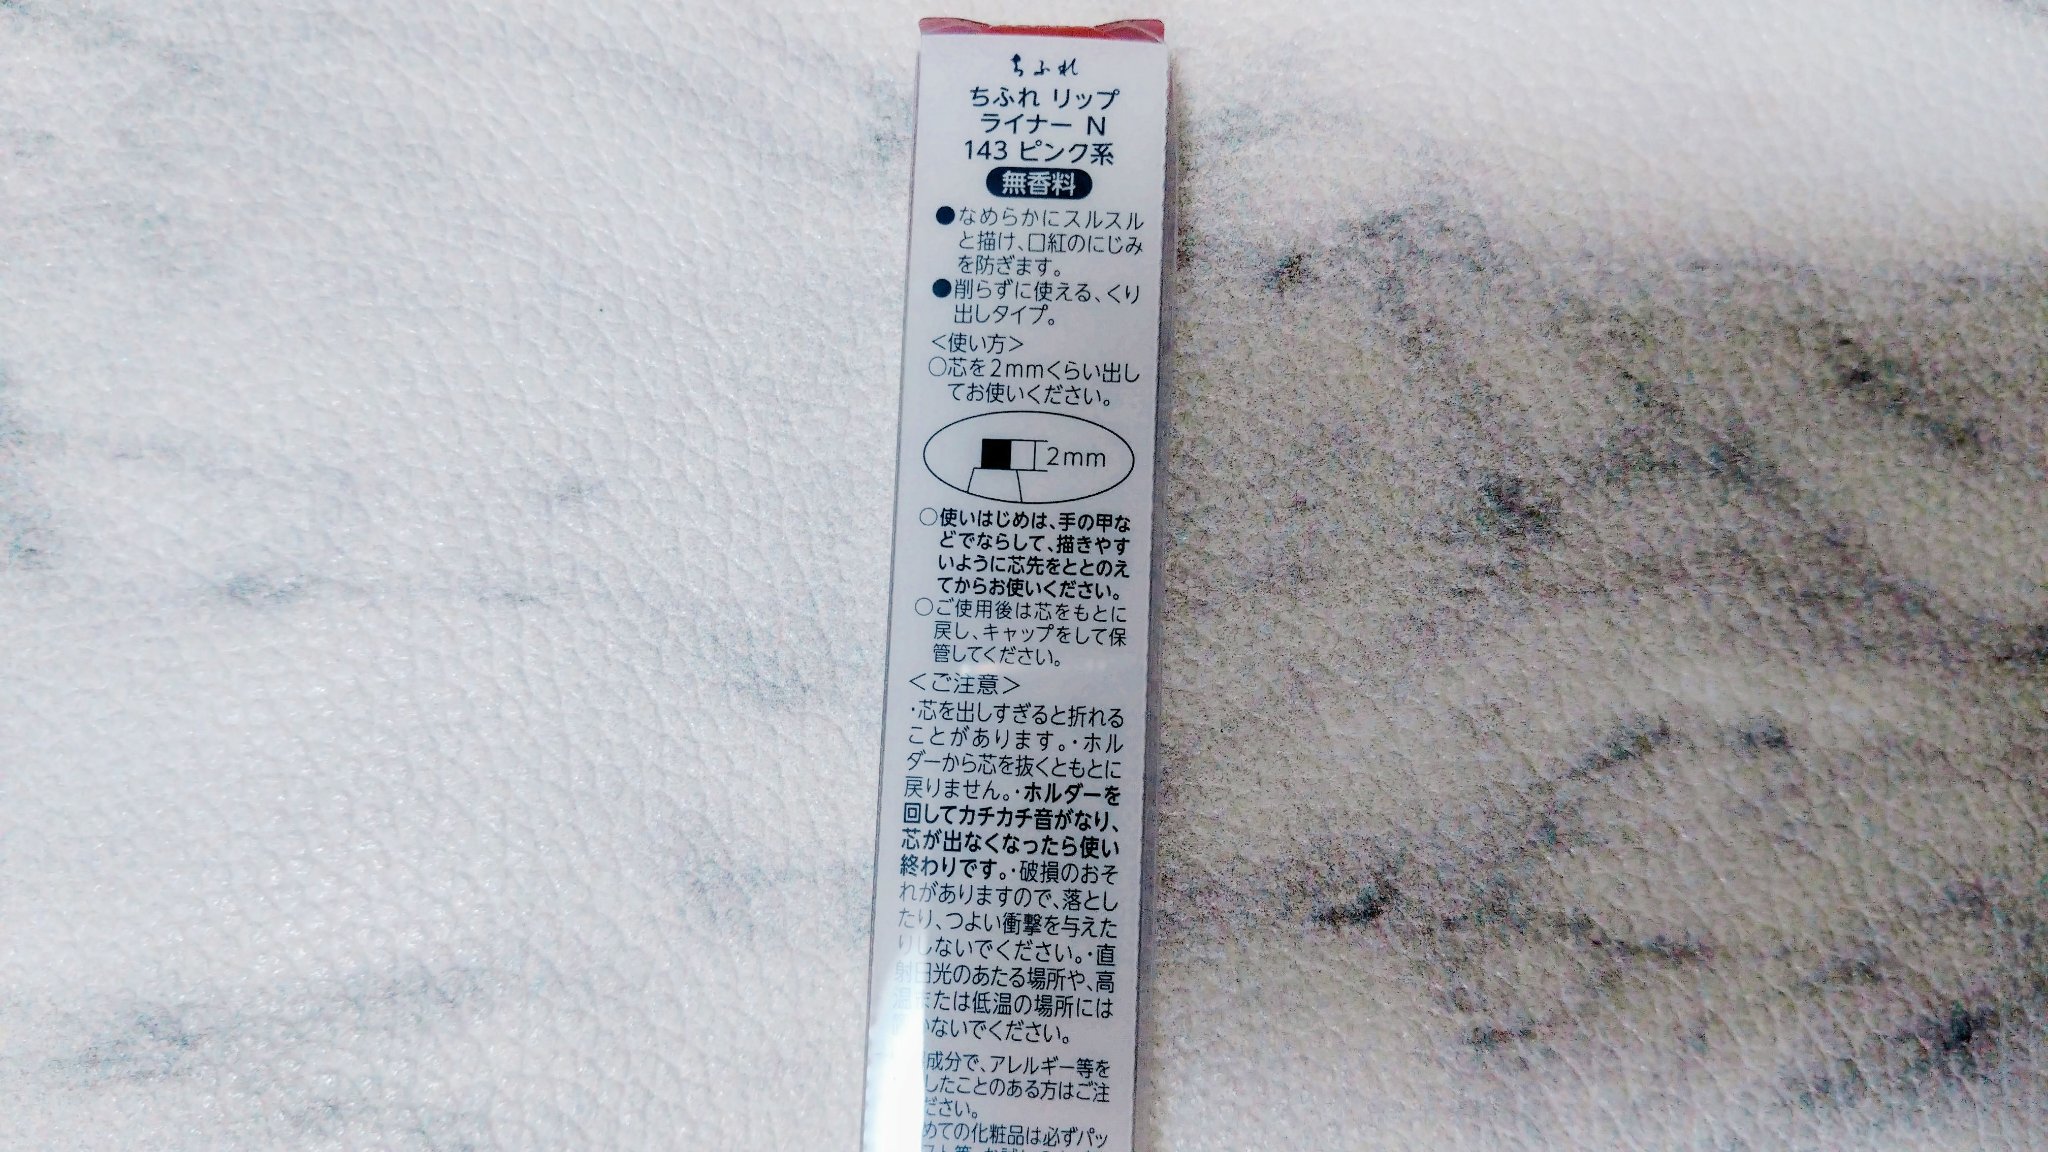 ちふれ
ちふれ リップ
ライナー N
143 ピンク系
無香料
●なめらかにスルスル
と描け、口紅のにじみ
を防ぎます。
●削らずに使える、くり
出しタイプ。
＜使い方＞
○芯を2mmくらい出し
てお使いください。
2mm
○使いはじめは、手の甲な
どでならして、描きやす
いように芯先をととのえ
てからお使いください。
○ご使用後は芯をもとに
戻し、キャップをして保
管してください。
＜ご注意＞
・芯を出しすぎると折れる
ことがあります。・ホル
ダーから芯を抜くともとに
戻りません。・ホルダーを
回してカチカチ音がなり、
芯が出なくなったら使い
終わりです。・破損のおそ
れがありますので、落とし
たり、つよい衝撃を与えた
りしないでください。・直
射日光のあたる場所や、高
温または低温の場所には
かないでください。
成分で、アレルギー等を
したことのある方はご注
ださい。
めての化粧品は必ずパッ